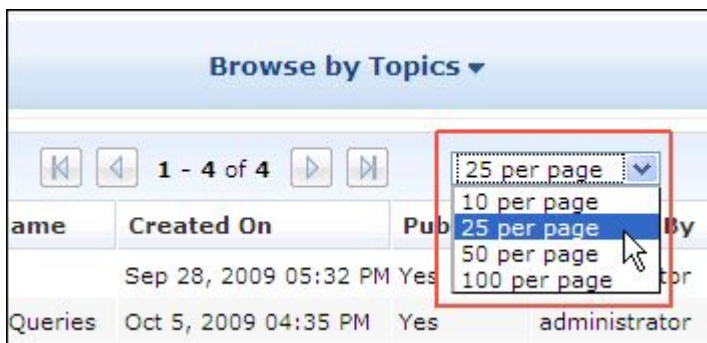 Browse by Topics
1 - 4 of 4 25 per page
10 per page
ame Created On Pub 25 per page By
50 per page
Sep 28, 2009 05:32 PM Yes 100 per page tor
Queries Oct 5, 2009 04:35 PM Yes administrator